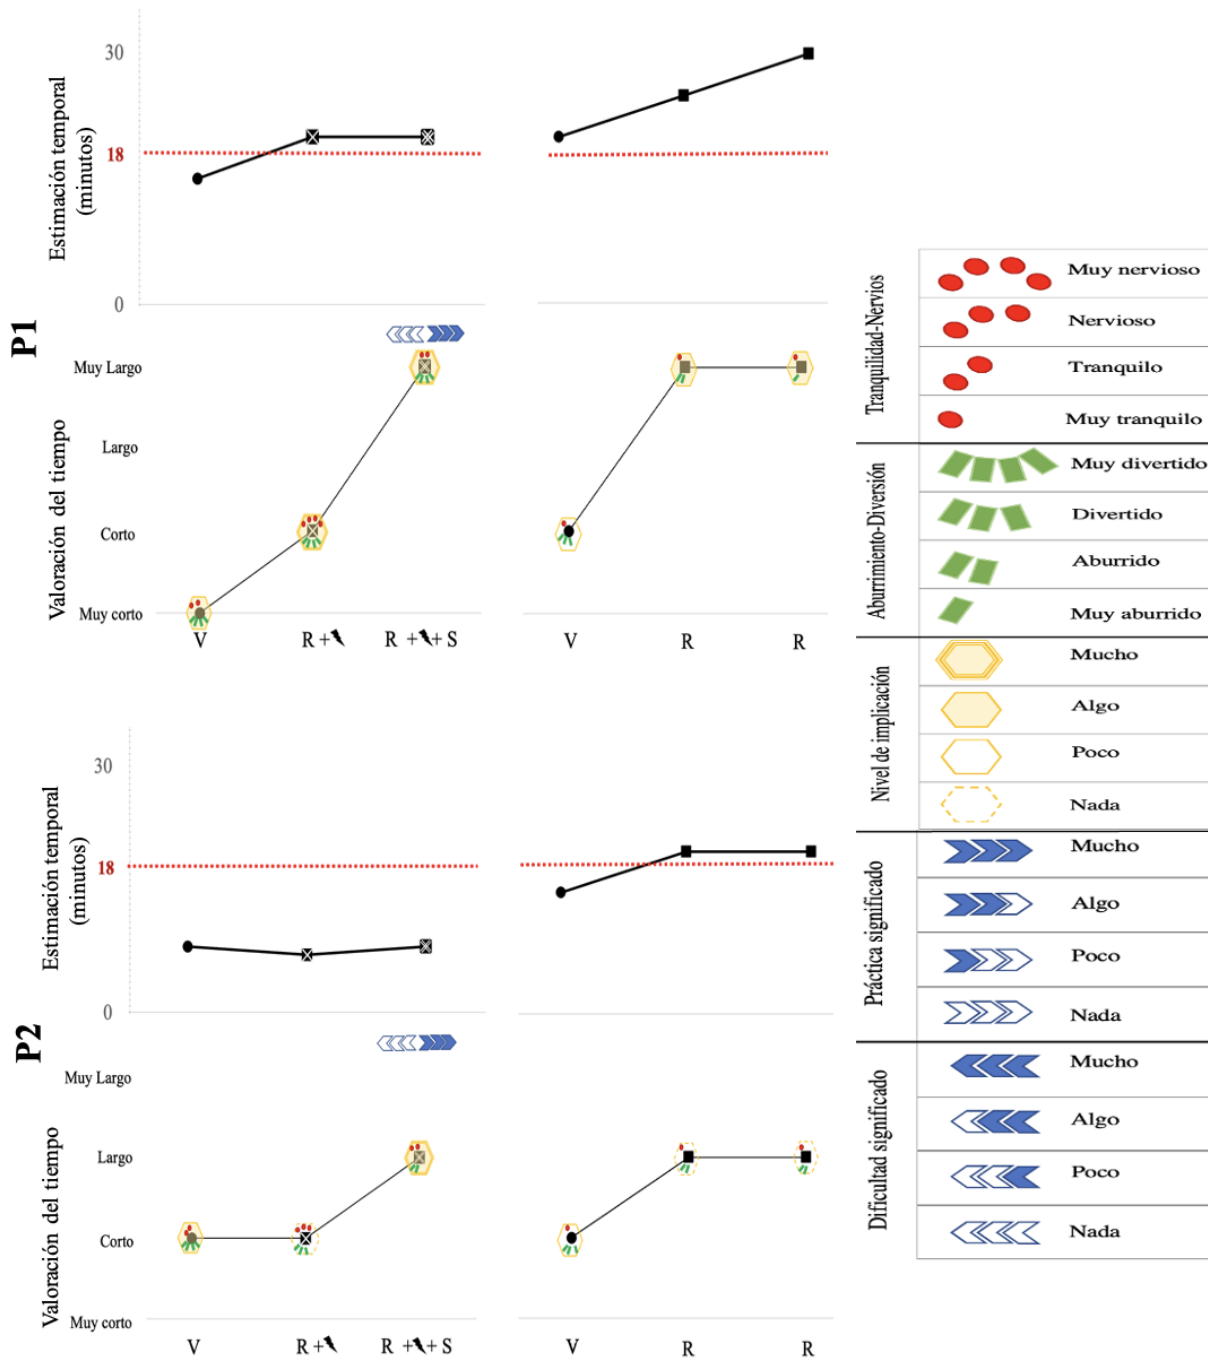 P1
Estimación temporal
(minutos)
30
18
0
Valoración del tiempo
Muy Largo
Largo
Corto
Muy corto
V
R +
R + + S
V
R
R
P2
Estimación temporal
(minutos)
30
18
0
Valoración del tiempo
Muy Largo
Largo
Corto
Muy corto
V
R +
R + + S
V
R
R
Tranquilidad-Nervios
Muy nervioso
Nervioso
Tranquilo
Muy tranquilo
Aburrimiento-Diversión
Muy divertido
Divertido
Aburrido
Muy aburrido
Nivel de implicación
Mucho
Algo
Poco
Nada
Práctica significado
Mucho
Algo
Poco
Nada
Dificultad significado
Mucho
Algo
Poco
Nada